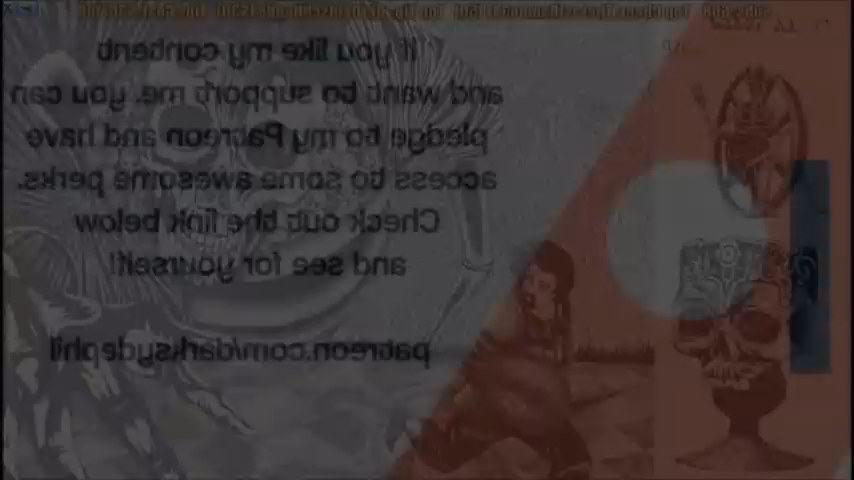 If you like my content
and want to support me, you can
pledge to my Patreon and have
access to some awesome perks.
Check out the link below
and see for yourself!
patreon.com/darksydephil